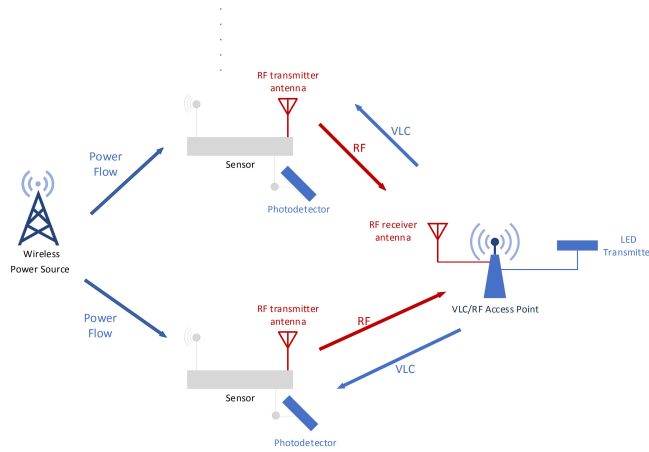 RF transmitter
antenna
VLC
Power
Flow
RF
Sensor
Photodetector
RF receiver
antenna
LED
Transmitte
Wireless
Power Source
VLC/RF Access Point
Power
Flow
RF transmitter
antenna
RF
VLC
Sensor
Photodetector